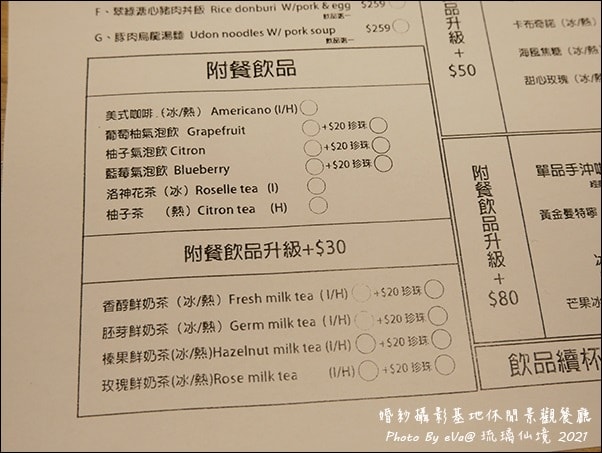 F、翠綠溏心豬肉丼飯 Rice donburi W/pork & egg $259
飲品選一
G、豚肉烏龍湯麵 Udon noodles W/ pork soup $259
飲品選一
附餐飲品
美式咖啡.(冰/熱) Americano (I/H)
葡萄柚氣泡飲 Grapefruit +$20 珍珠
柚子氣泡飲 Citron +$20 珍珠
藍莓氣泡飲 Blueberry +$20 珍珠
洛神花茶（冰）Roselle tea (I)
柚子茶 （熱）Citron tea (H)
附餐飲品升級+$30
香醇鮮奶茶（冰/熱）Fresh milk tea ( I/H) +$20 珍珠
胚芽鮮奶茶（冰/熱）Germ milk tea ( I/H) +$20 珍珠
榛果鮮奶茶(冰/熱)Hazelnut milk tea (I/H) +$20 珍珠
玫瑰鮮奶茶(冰/熱)Rose milk tea (I/H) +$20 珍珠
品升級+$50
卡布奇諾（冰/熱
海鹽焦糖（冰/熱
甜心玫瑰（冰/熱
附餐飲品升級+$80
單品手沖咖
黃金曼特寧
冰
芒果冰
飲品續杯
婚紗攝影基地休閒景觀餐廳
Photo By eVa@ 琉璃仙境 2021